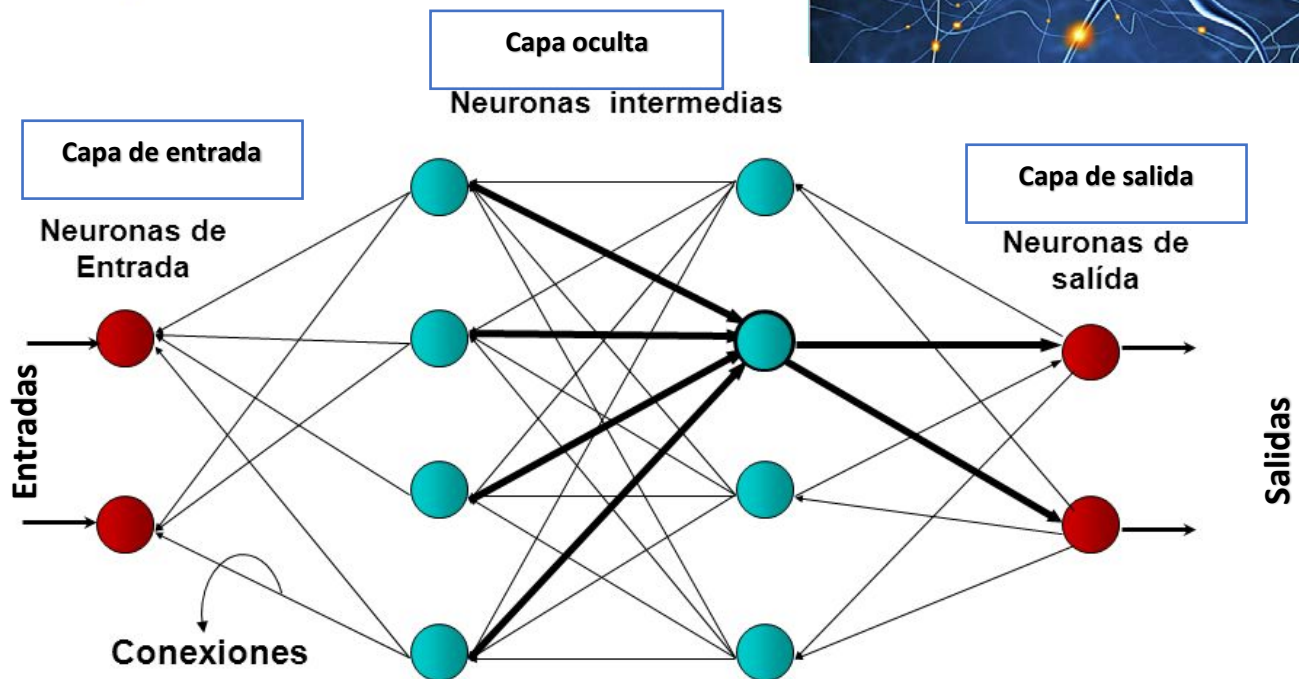 Capa oculta
Neuronas intermedias
Capa de entrada
Neuronas de
Entrada
Capa de salida
Neuronas de
salída
Entradas
Salidas
Conexiones